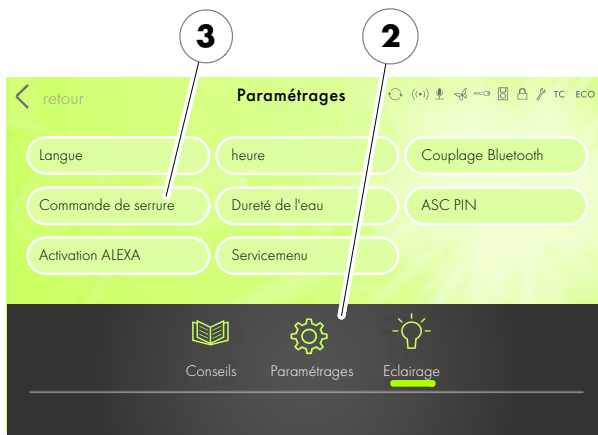 3 2
retour Paramétrages TC ECO
Langue heure Couplage Bluetooth
Commande de serrure Dureté de l'eau ASC PIN
Activation ALEXA Servicemenu
Conseils Paramétrages Eclairage